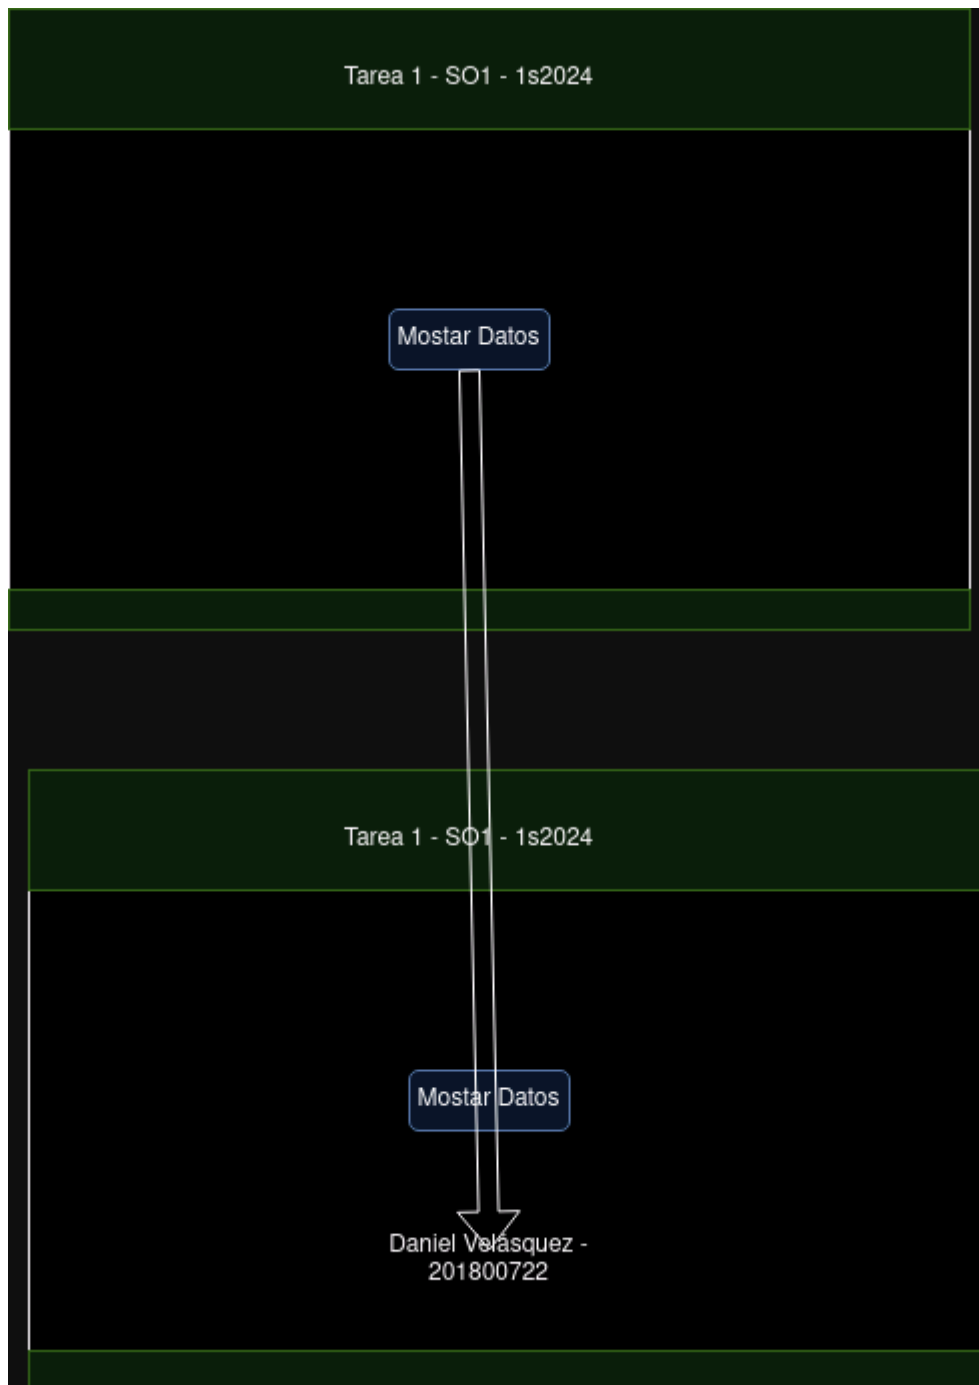 Tarea 1 - SO1 - 1s2024
Mostar Datos
Tarea 1 - SO1 - 1s2024
Mostar Datos
Daniel Velásquez -
201800722